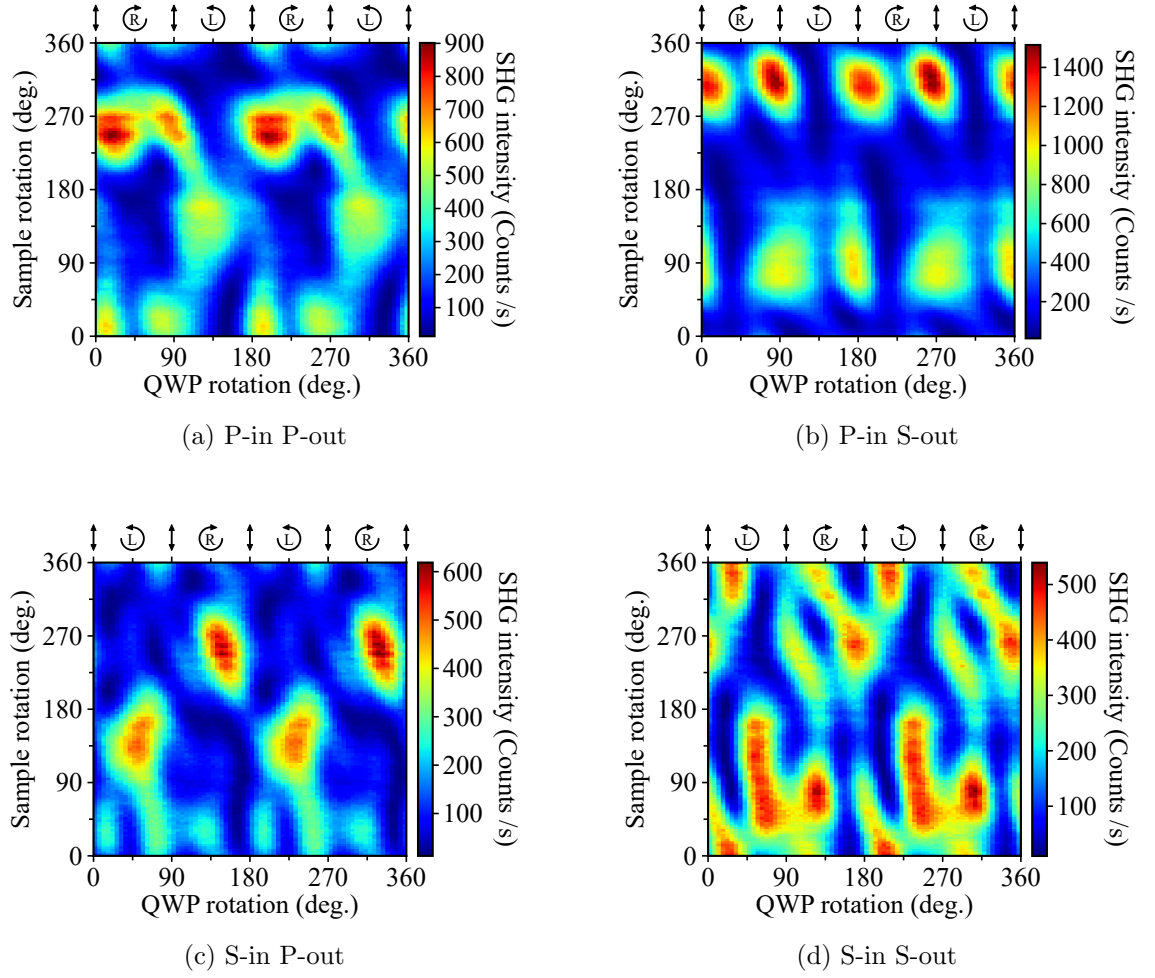 R L R L
360
270
180
90
0
0 90 180 270 360
Sample rotation (deg.)
QWP rotation (deg.)
900
800
700
600
500
400
300
200
100
SHG intensity (Counts /s)
(a) P-in P-out
R L R L
360
270
180
90
0
0 90 180 270 360
Sample rotation (deg.)
QWP rotation (deg.)
1400
1200
1000
800
600
400
200
SHG intensity (Counts /s)
(b) P-in S-out
L R L R
360
270
180
90
0
0 90 180 270 360
Sample rotation (deg.)
QWP rotation (deg.)
600
500
400
300
200
100
SHG intensity (Counts /s)
(c) S-in P-out
L R L R
360
270
180
90
0
0 90 180 270 360
Sample rotation (deg.)
QWP rotation (deg.)
500
400
300
200
100
SHG intensity (Counts /s)
(d) S-in S-out